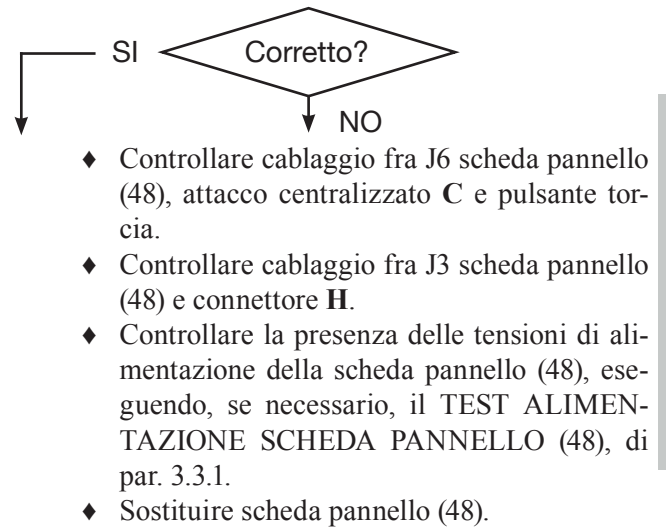 SI
Corretto?
NO
♦ Controllare cablaggio fra J6 scheda pannello
(48), attacco centralizzato C e pulsante tor-
cia.
♦ Controllare cablaggio fra J3 scheda pannello
(48) e connettore H.
♦ Controllare la presenza delle tensioni di ali-
mentazione della scheda pannello (48), ese-
guendo, se necessario, il TEST ALIMEN-
TAZIONE SCHEDA PANNELLO (48), di
par. 3.3.1.
♦ Sostituire scheda pannello (48).